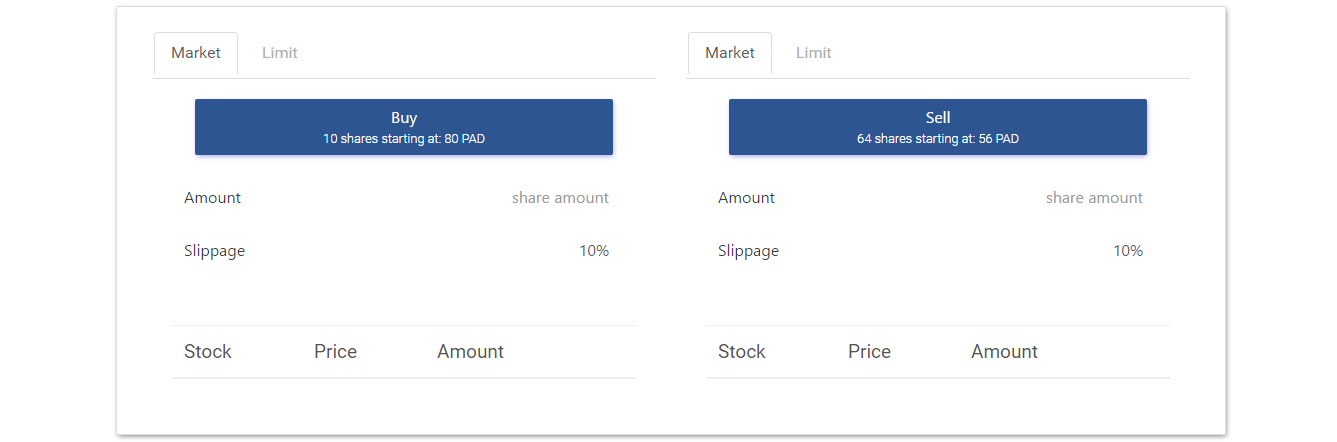 Market Limit
Buy
10 shares starting at: 80 PAD
Amount share amount
Slippage 10%
Stock Price Amount
Market Limit
Sell
64 shares starting at: 56 PAD
Amount share amount
Slippage 10%
Stock Price Amount